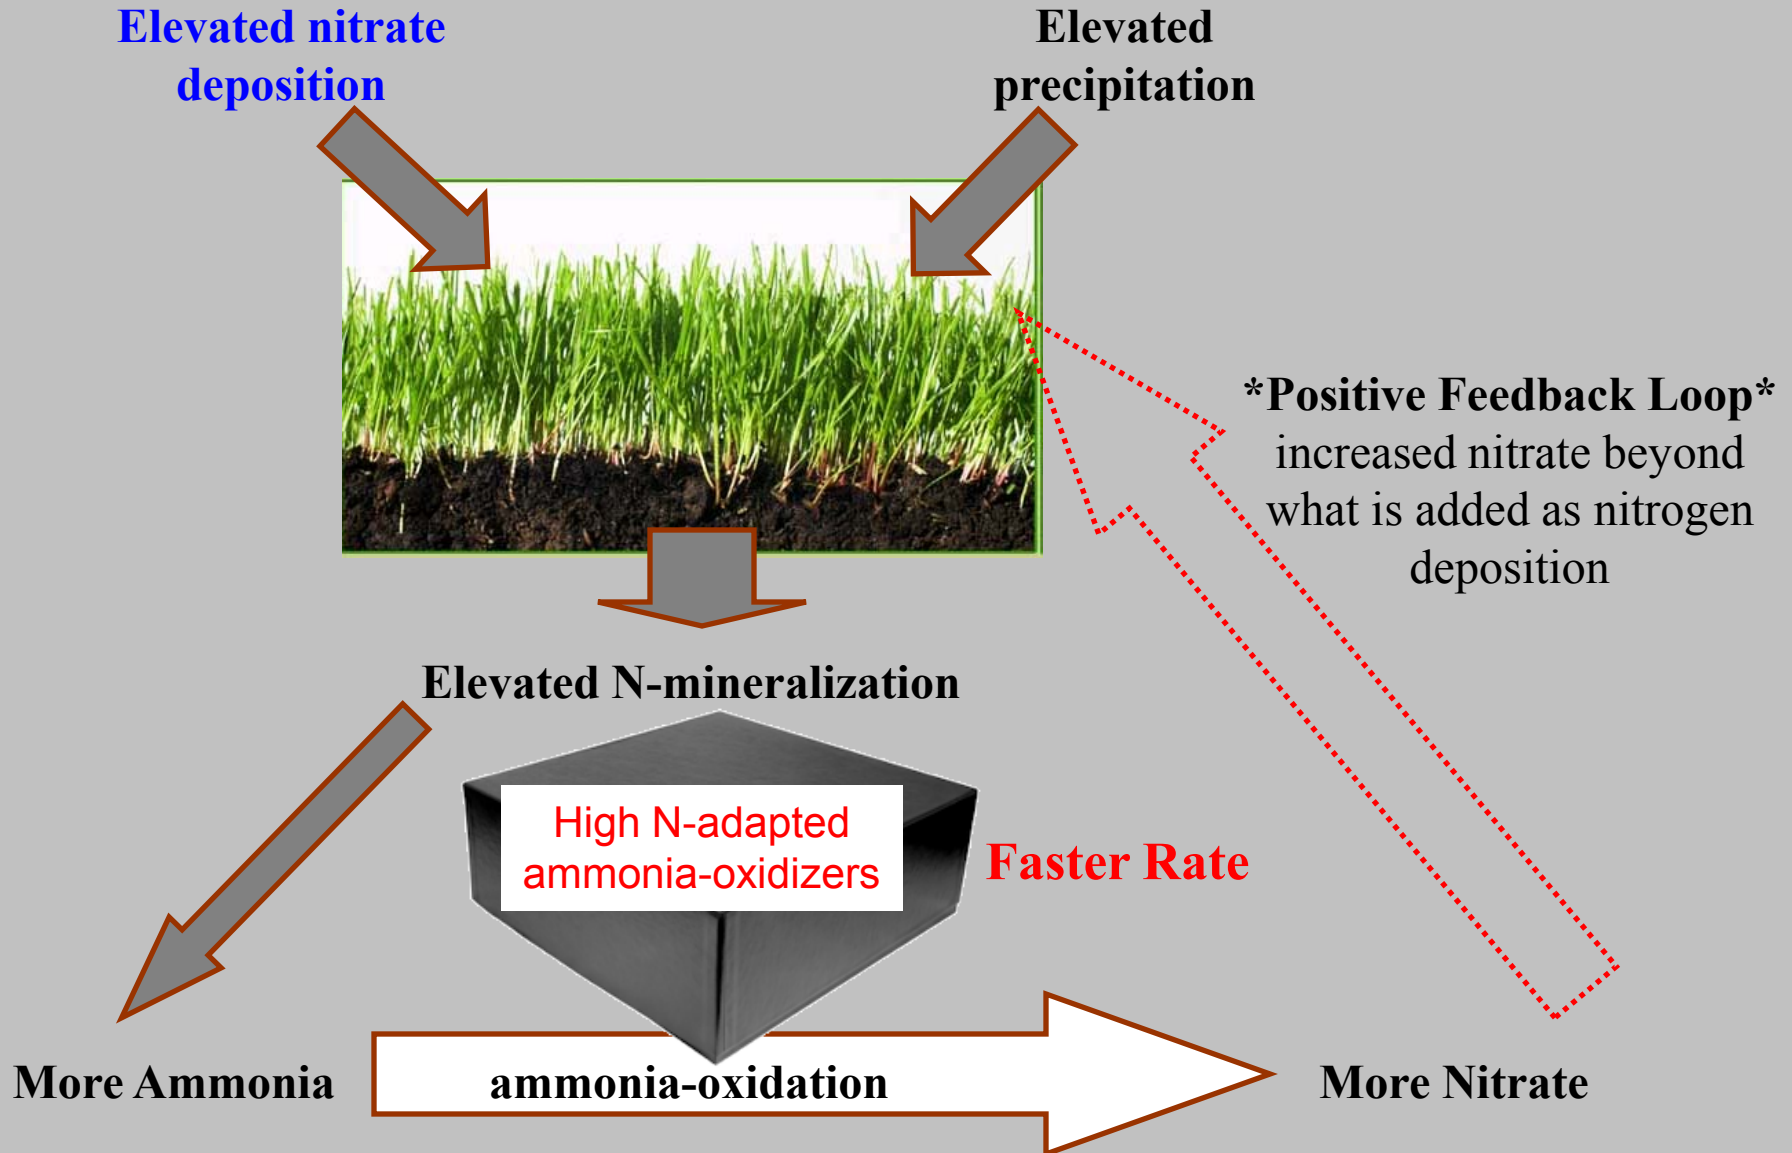 Elevated nitrate
deposition
Elevated
precipitation
*Positive Feedback Loop*
increased nitrate beyond
what is added as nitrogen
deposition
Elevated N-mineralization
High N-adapted
ammonia-oxidizers
Faster Rate
More Ammonia
ammonia-oxidation
More Nitrate